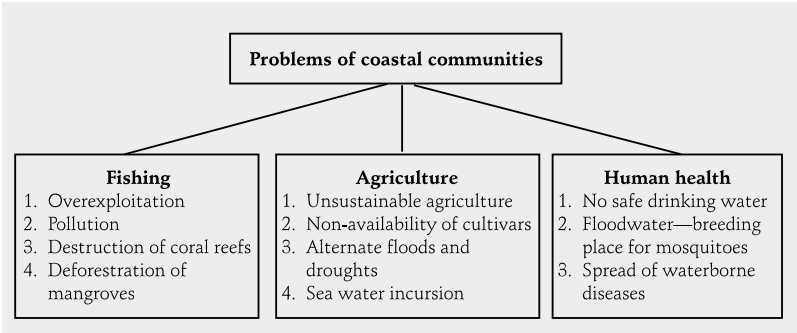 Problems of coastal communities
Fishing
1. Overexploitation
2. Pollution
3. Destruction of coral reefs
4. Deforestration of
mangroves
Agriculture
1. Unsustainable agriculture
2. Non-availability of cultivars
3. Alternate floods and
droughts
4. Sea water incursion
Human health
1. No safe drinking water
2. Floodwater—breeding
place for mosquitoes
3. Spread of waterborne
diseases